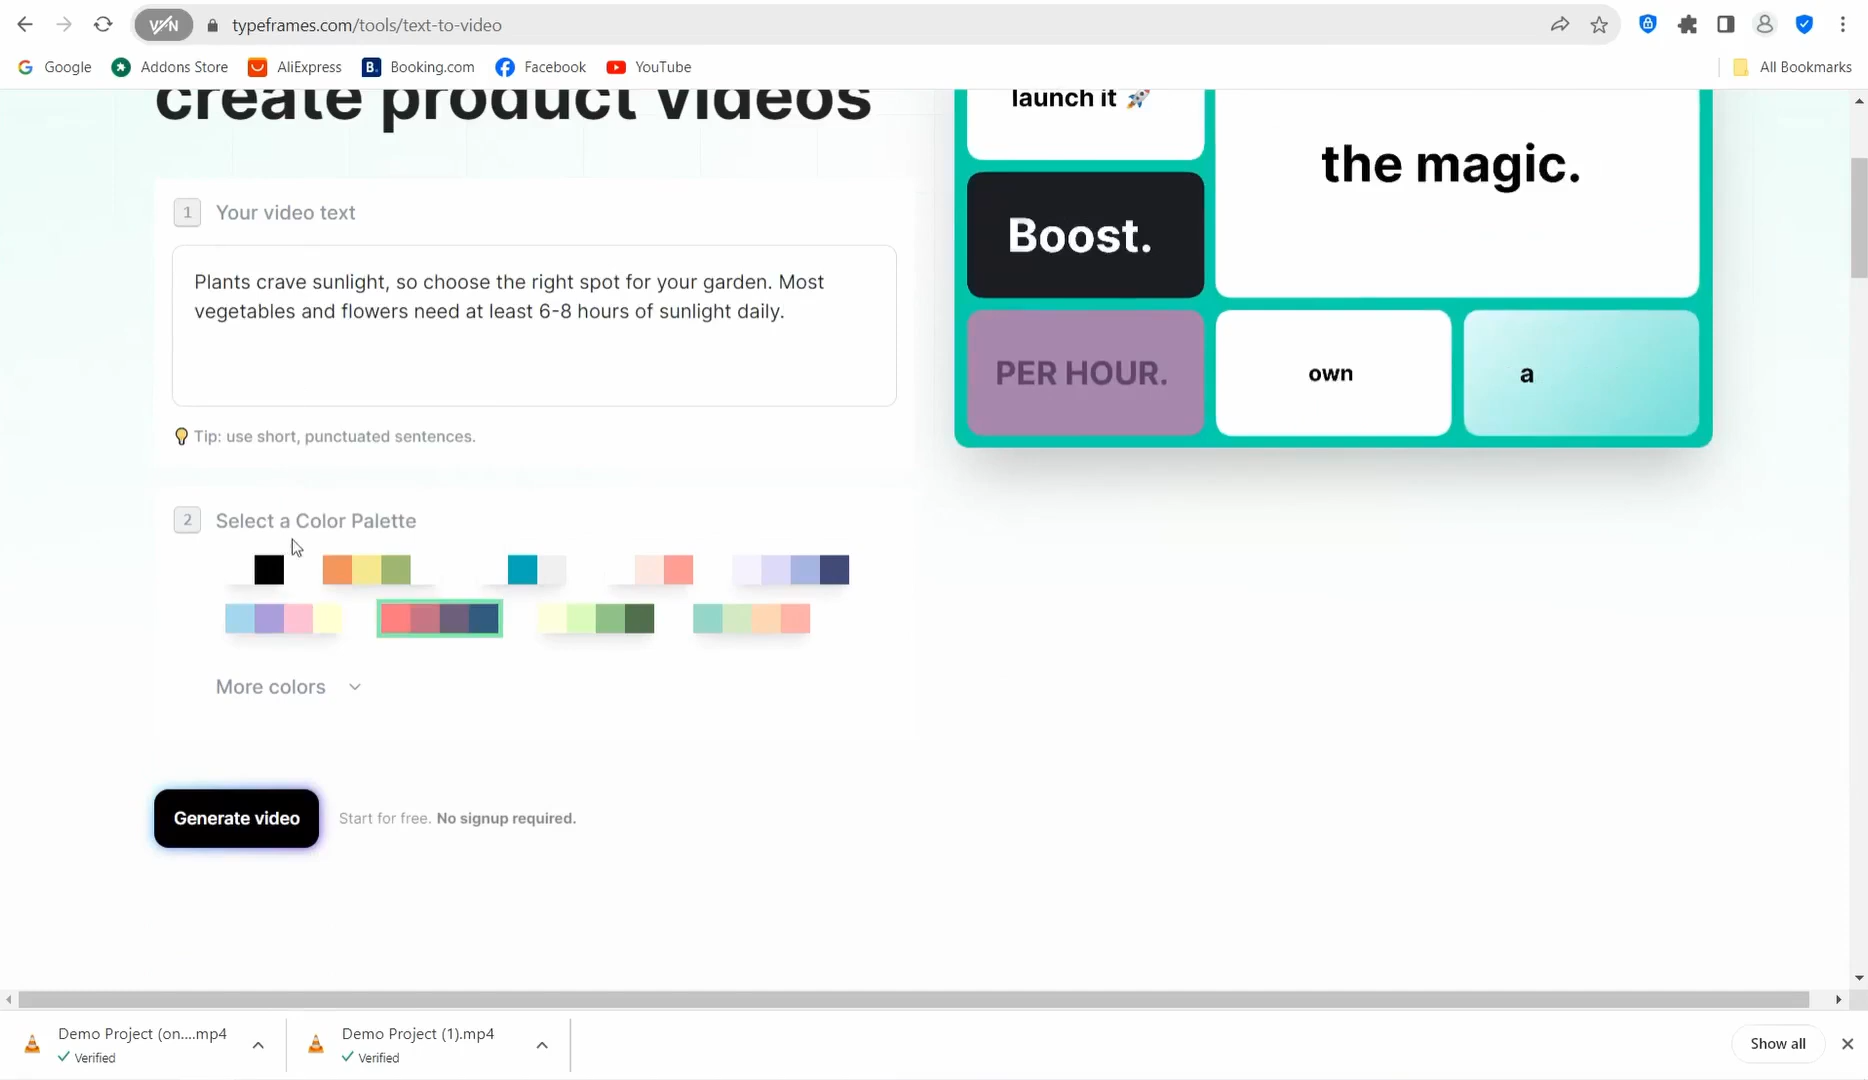 VPN
typeframes.com/tools/text-to-video
Google
Addons Store
AliExpress
B.
Booking.com
Facebook
YouTube
All Bookmarks
create product videos
launch it 🚀
the magic.
Boost.
PER HOUR.
own
a
1
Your video text
Plants crave sunlight, so choose the right spot for your garden. Most
vegetables and flowers need at least 6-8 hours of sunlight daily.
Tip: use short, punctuated sentences.
2
Select a Color Palette
More colors
Generate video
Start for free. No signup required.
Demo Project (on....mp4
Verified
Demo Project (1).mp4
Verified
Show all